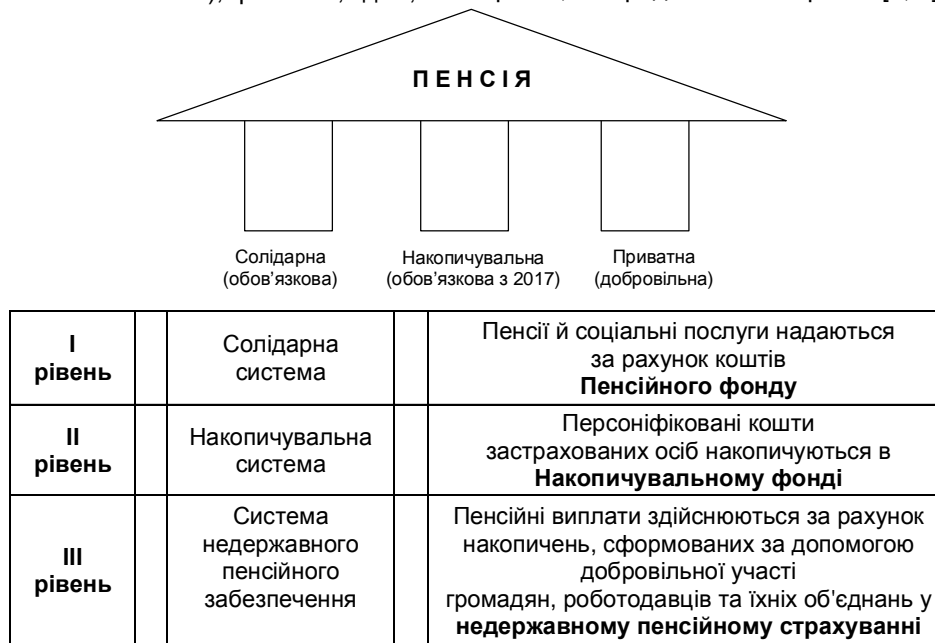 П Е Н С І Я
Солідарна
(обов’язкова)
Накопичувальна
(обов’язкова з 2017)
Приватна
(добровільна)
I
рівень
Солідарна
система
Пенсії й соціальні послуги надаються
за рахунок коштів
Пенсійного фонду
II
рівень
Накопичувальна
система
Персоніфіковані кошти
застрахованих осіб накопичуються в
Накопичувальному фонді
III
рівень
Система
недержавного
пенсійного
забезпечення
Пенсійні виплати здійснюються за рахунок
накопичень, сформованих за допомогою
добровільної участі
громадян, роботодавців та їхніх об'єднань у
недержавному пенсійному страхуванні